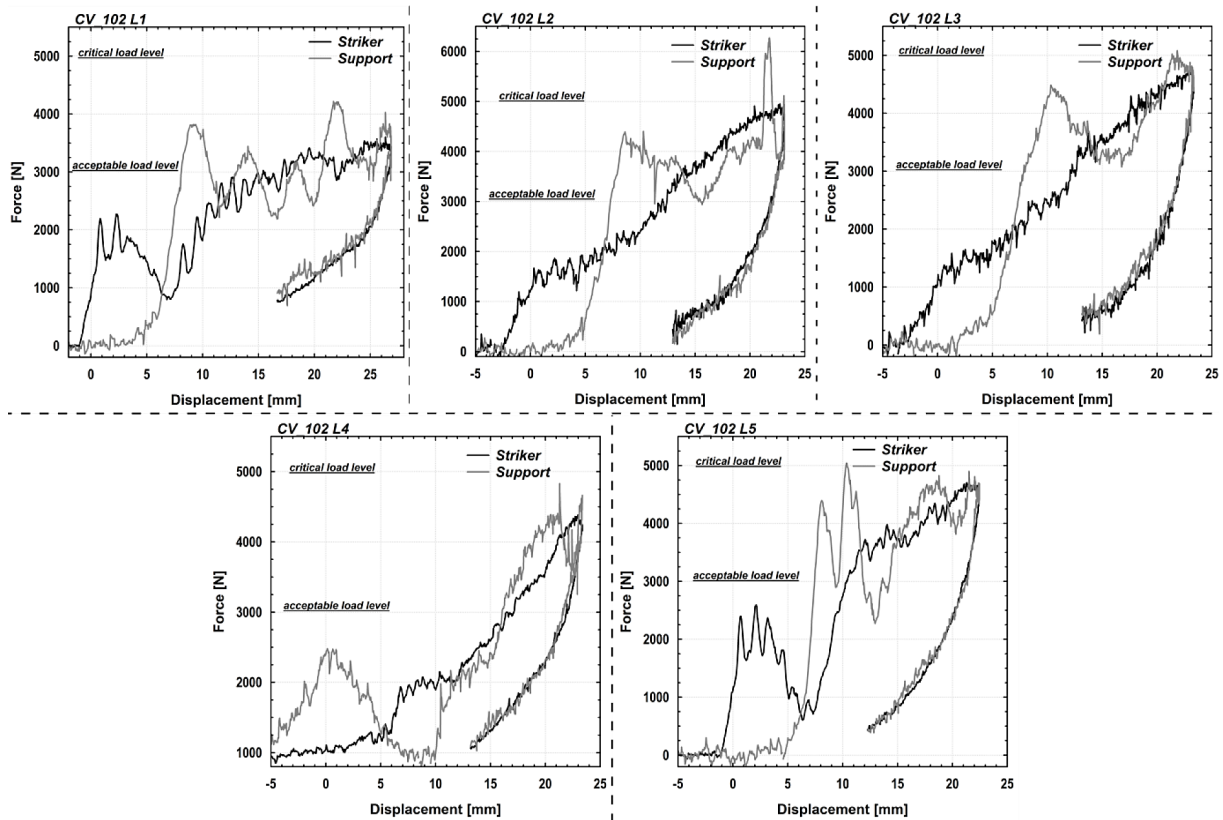 CV_102 L1
5500
5000
4000
3000
2000
1000
0
critical load level
acceptable load level
Striker
Support
Force [N]
0 5 10 15 20 25
Displacement [mm]
CV_102 L2
6000
5000
4000
3000
2000
1000
0
critical load level
acceptable load level
Striker
Support
Force [N]
-5 0 5 10 15 20 25
Displacement [mm]
CV_102 L3
5000
4000
3000
2000
1000
0
critical load level
acceptable load level
Striker
Support
Force [N]
-5 0 5 10 15 20 25
Displacement [mm]
CV_102 L4
5000
4000
3000
2000
1000
critical load level
acceptable load level
Striker
Support
Force [N]
-5 0 5 10 15 20 25
Displacement [mm]
CV_102 L5
5000
4000
3000
2000
1000
0
critical load level
acceptable load level
Striker
Support
Force [N]
-5 0 5 10 15 20 25
Displacement [mm]